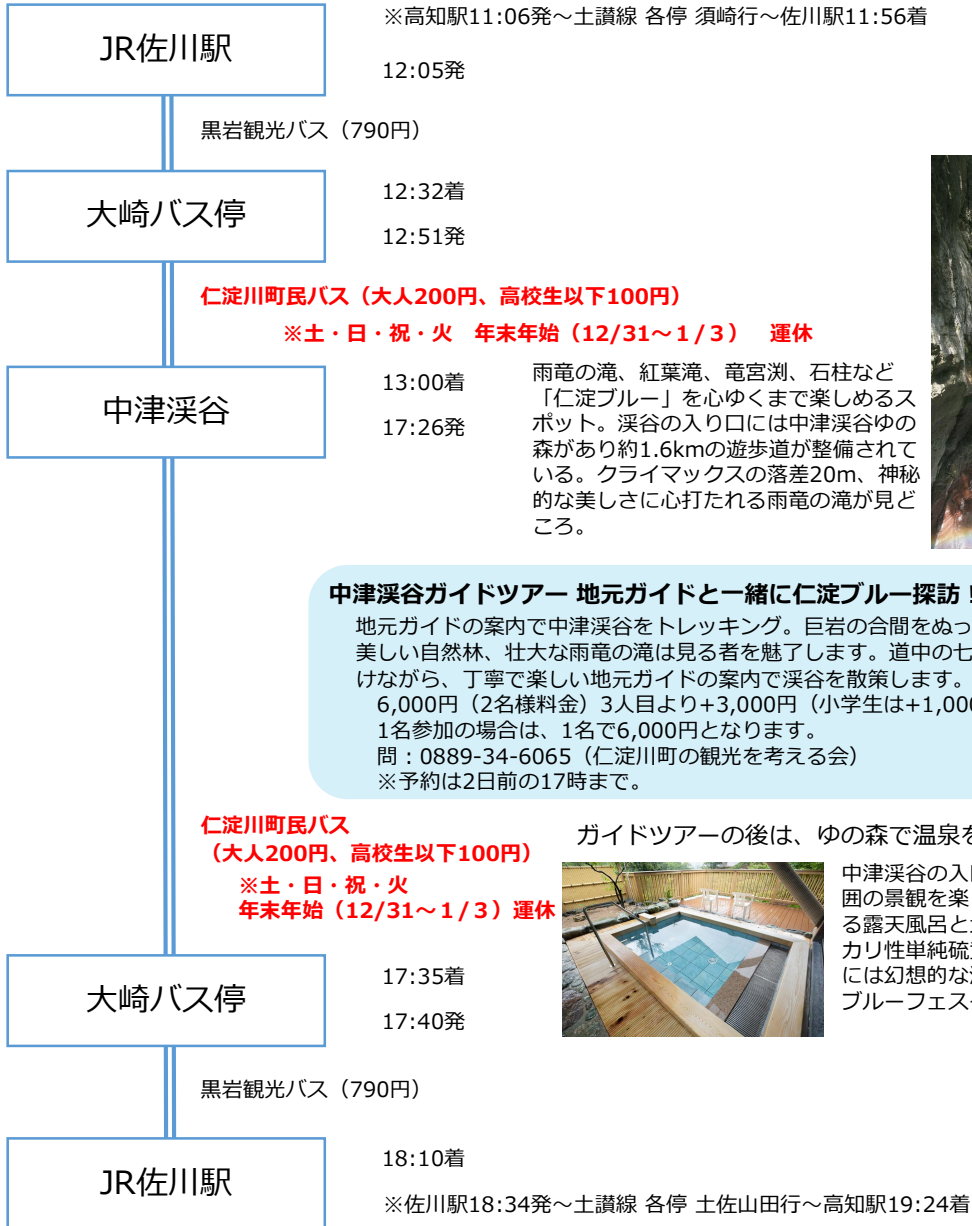 ※高知駅11:06発～土讃線 各停 須崎行～佐川駅11:56着
JR佐川駅
12:05発
黒岩観光バス（790円）
大崎バス停
12:32着
12:51発
仁淀川町民バス（大人200円、高校生以下100円）
※土・日・祝・火　年末年始（12/31～１/３）　運休
中津渓谷
13:00着
17:26発
雨竜の滝、紅葉滝、竜宮渕、石柱など
「仁淀ブルー」を心ゆくまで楽しめるス
ポット。渓谷の入り口には中津渓谷ゆの
森があり約1.6kmの遊歩道が整備されて
いる。クライマックスの落差20m、神秘
的な美しさに心打たれる雨竜の滝が見ど
ころ。
中津渓谷ガイドツアー 地元ガイドと一緒に仁淀ブルー探訪！
地元ガイドの案内で中津渓谷をトレッキング。巨岩の合間をぬっ
美しい自然林、壮大な雨竜の滝は見る者を魅了します。道中の七
けながら、丁寧で楽しい地元ガイドの案内で渓谷を散策します。
6,000円（2名様料金）3人目より+3,000円（小学生は+1,00
1名参加の場合は、1名で6,000円となります。
問：0889-34-6065（仁淀川町の観光を考える会）
※予約は2日前の17時まで。
仁淀川町民バス
（大人200円、高校生以下100円）
※土・日・祝・火
年末年始（12/31～１/３）運休
ガイドツアーの後は、ゆの森で温泉を
中津渓谷の入
囲の景観を楽
る露天風呂と
カリ性単純硫
には幻想的な
ブルーフェス
大崎バス停
17:35着
17:40発
黒岩観光バス（790円）
JR佐川駅
18:10着
※佐川駅18:34発～土讃線 各停 土佐山田行～高知駅19:24着